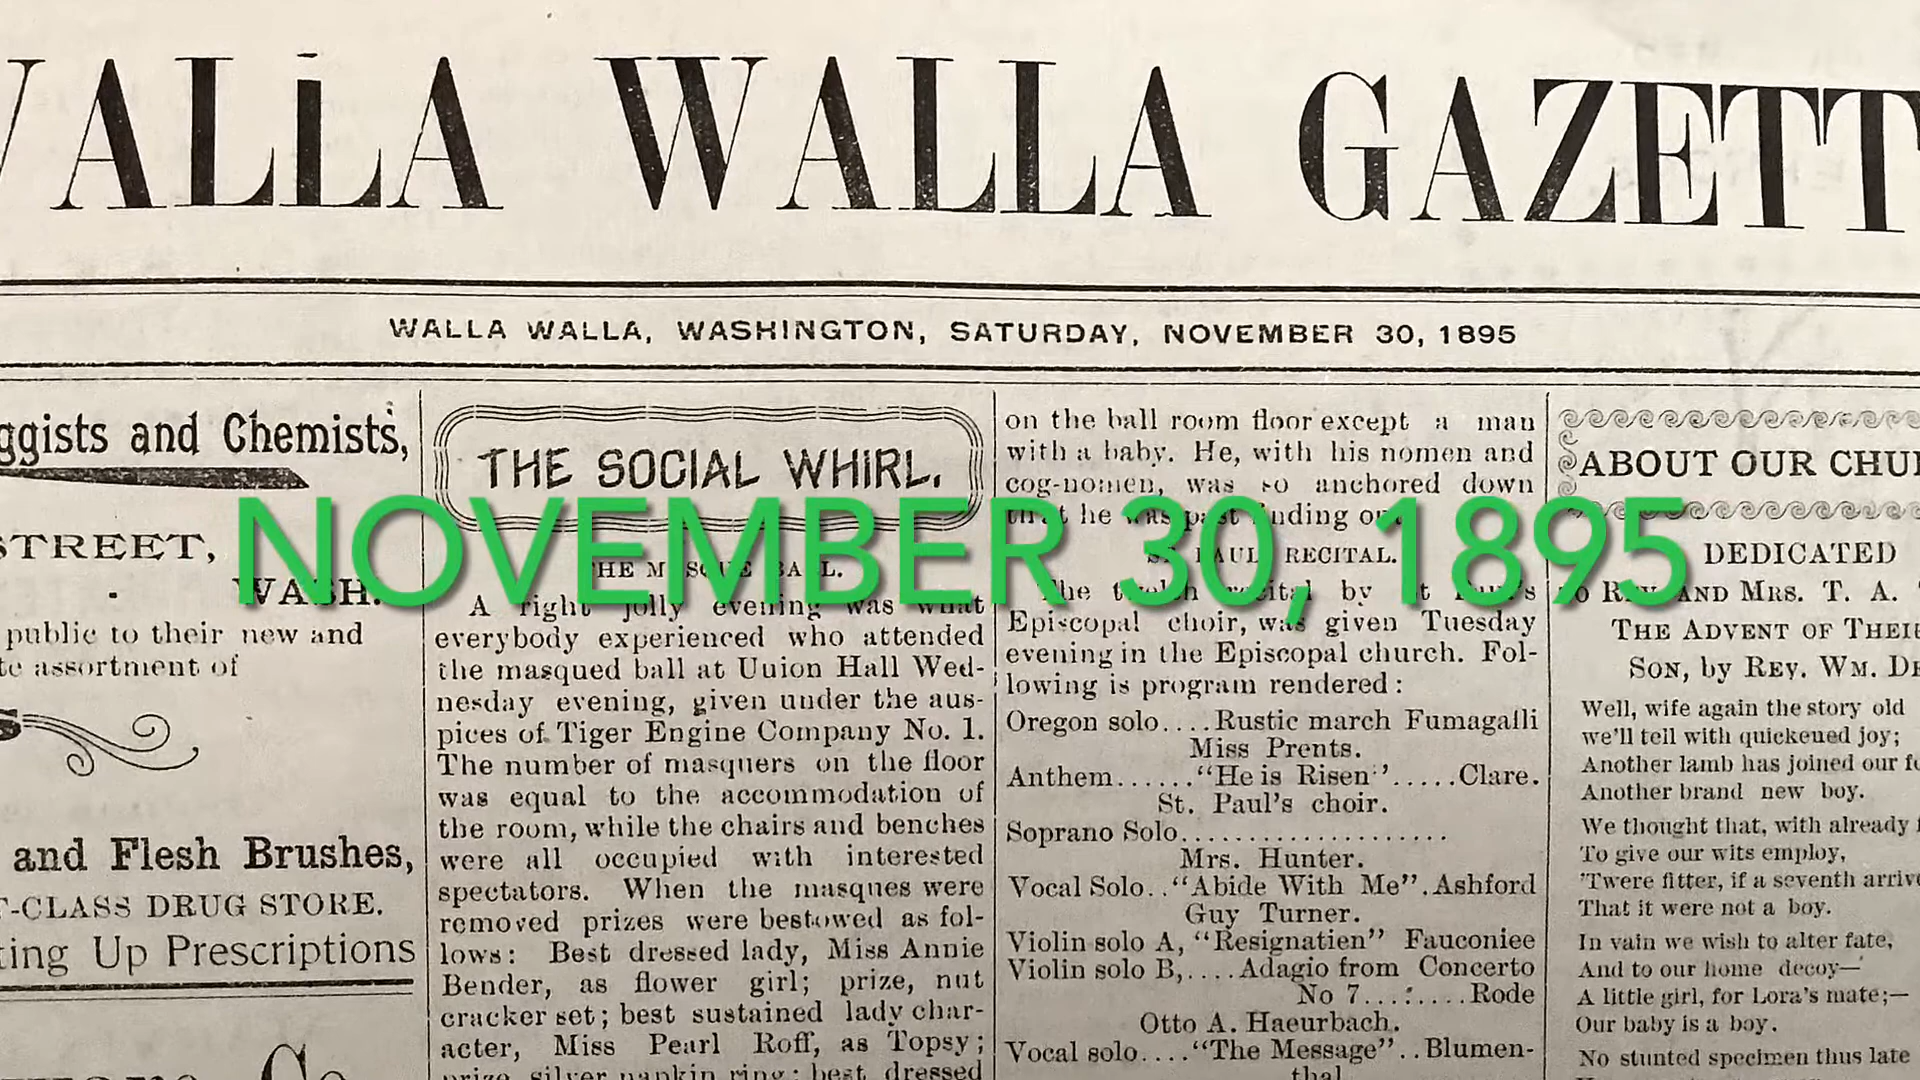 WALLA WALLA GAZETT
WALLA WALLA, WASHINGTON, SATURDAY, NOVEMBER 30, 1895
NOVEMBER 30, 1895
ggists and Chemists,
STREET,
WASH.
public to their new and
te assortment of
and Flesh Brushes,
T-CLASS DRUG STORE.
ting Up Prescriptions
Co
THE SOCIAL WHIRL.
THE MASQUE BALL.
A right jolly evening was what
everybody experienced who attended
the masqued ball at Uuion Hall Wed-
nesday evening, given under the aus-
pices of Tiger Engine Company No. 1.
The number of masquers on the floor
was equal to the accommodation of
the room, while the chairs and benches
were all occupied with interested
spectators. When the masques were
removed prizes were bestowed as fol-
lows: Best dressed lady, Miss Annie
Bender, as flower girl; prize, nut
cracker set; best sustained lady char-
acter, Miss Pearl Roff, as Topsy;
prize, silver napkin ring; best dressed
on the ball room floor except a man
with a baby. He, with his nomen and
cog-nomen, was so anchored down
that he was past finding out.
ST. PAUL RECITAL.
The twelth recital by St Paul's
Episcopal choir, was given Tuesday
evening in the Episcopal church. Fol-
lowing is program rendered:
Oregon solo....Rustic march Fumagalli
Miss Prents.
Anthem......"He is Risen'.....Clare.
St. Paul's choir.
Soprano Solo....................
Mrs. Hunter.
Vocal Solo.."Abide With Me".Ashford
Guy Turner.
Violin solo A, "Resignatien" Fauconiee
Violin solo B,....Adagio from Concerto
No 7...:....Rode
Otto A. Haeurbach.
Vocal solo...."The Message"..Blumen-
thal
ABOUT OUR CHU
DEDICATED
TO REV AND MRS. T. A.
THE ADVENT OF THEI
SON, by REV. WM. DE
Well, wife again the story old
we'll tell with quickened joy;
Another lamb has joined our fo
Another brand new boy.
We thought that, with already
To give our wits employ,
'Twere fitter, if a seventh arrive
That it were not a boy.
In vain we wish to alter fate,
And to our home decoy—
A little girl, for Lora's mate;—
Our baby is a boy.
No stunted specimen thus late